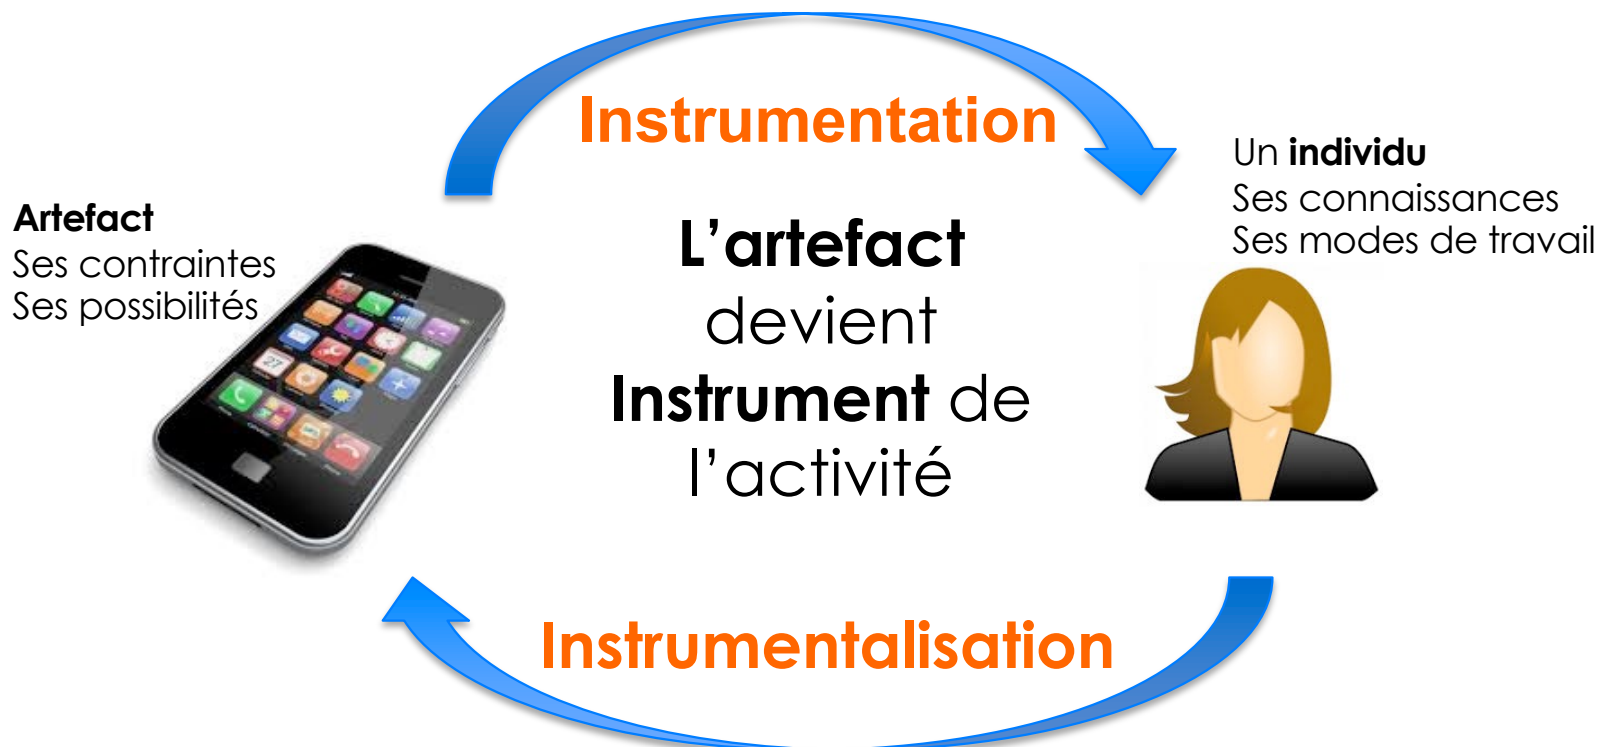 Instrumentation
Un individu
Ses connaissances
Ses modes de travail
Artefact
Ses contraintes
Ses possibilités
L’artefact
devient
Instrument de
l’activité
27
Instrumentalisation